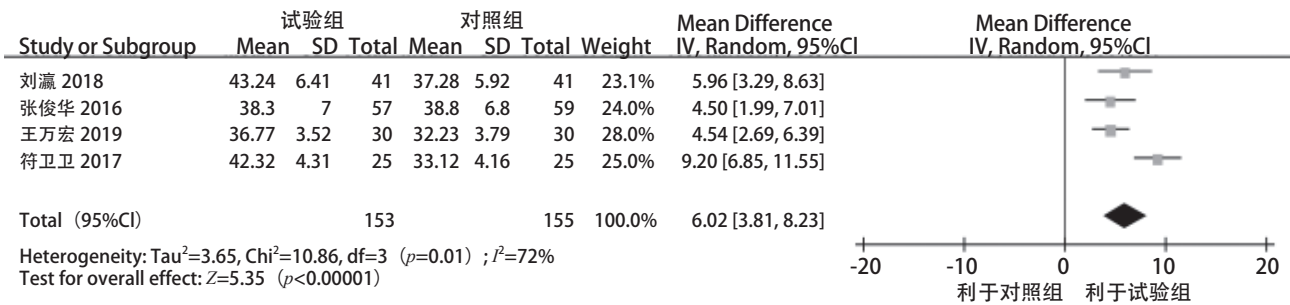 试验组 对照组 Mean Difference Mean Difference
Study or Subgroup Mean SD Total Mean SD Total Weight IV, Random, 95%Cl IV, Random, 95%Cl
刘瀛 2018 43.24 6.41 41 37.28 5.92 41 23.1% 5.96 [3.29, 8.63]
张俊华 2016 38.3 7 57 38.8 6.8 59 24.0% 4.50 [1.99, 7.01]
王万宏 2019 36.77 3.52 30 32.23 3.79 30 28.0% 4.54 [2.69, 6.39]
符卫卫 2017 42.32 4.31 25 33.12 4.16 25 25.0% 9.20 [6.85, 11.55]
Total（95%Cl） 153 155 100.0% 6.02 [3.81, 8.23]
Heterogeneity: Tau²=3.65, Chi²=10.86, df=3（p=0.01）; I²=72%
Test for overall effect: Z=5.35（p<0.00001）
-20 -10 0 10 20
利于对照组 利于试验组